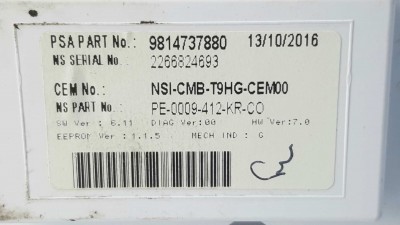 PSA PART No.: 9814737880 13/10/2016
NS SERIAL No. 2266824693
CEM No.: NSI-CMB-T9HG-CEM00
NS PART No.: PE-0009-412-KR-CO
SW Ver : 6.11 DIAG Ver:00 HW Ver:7.0
EEPROM Ver : 1.1.5 MECH IND : G